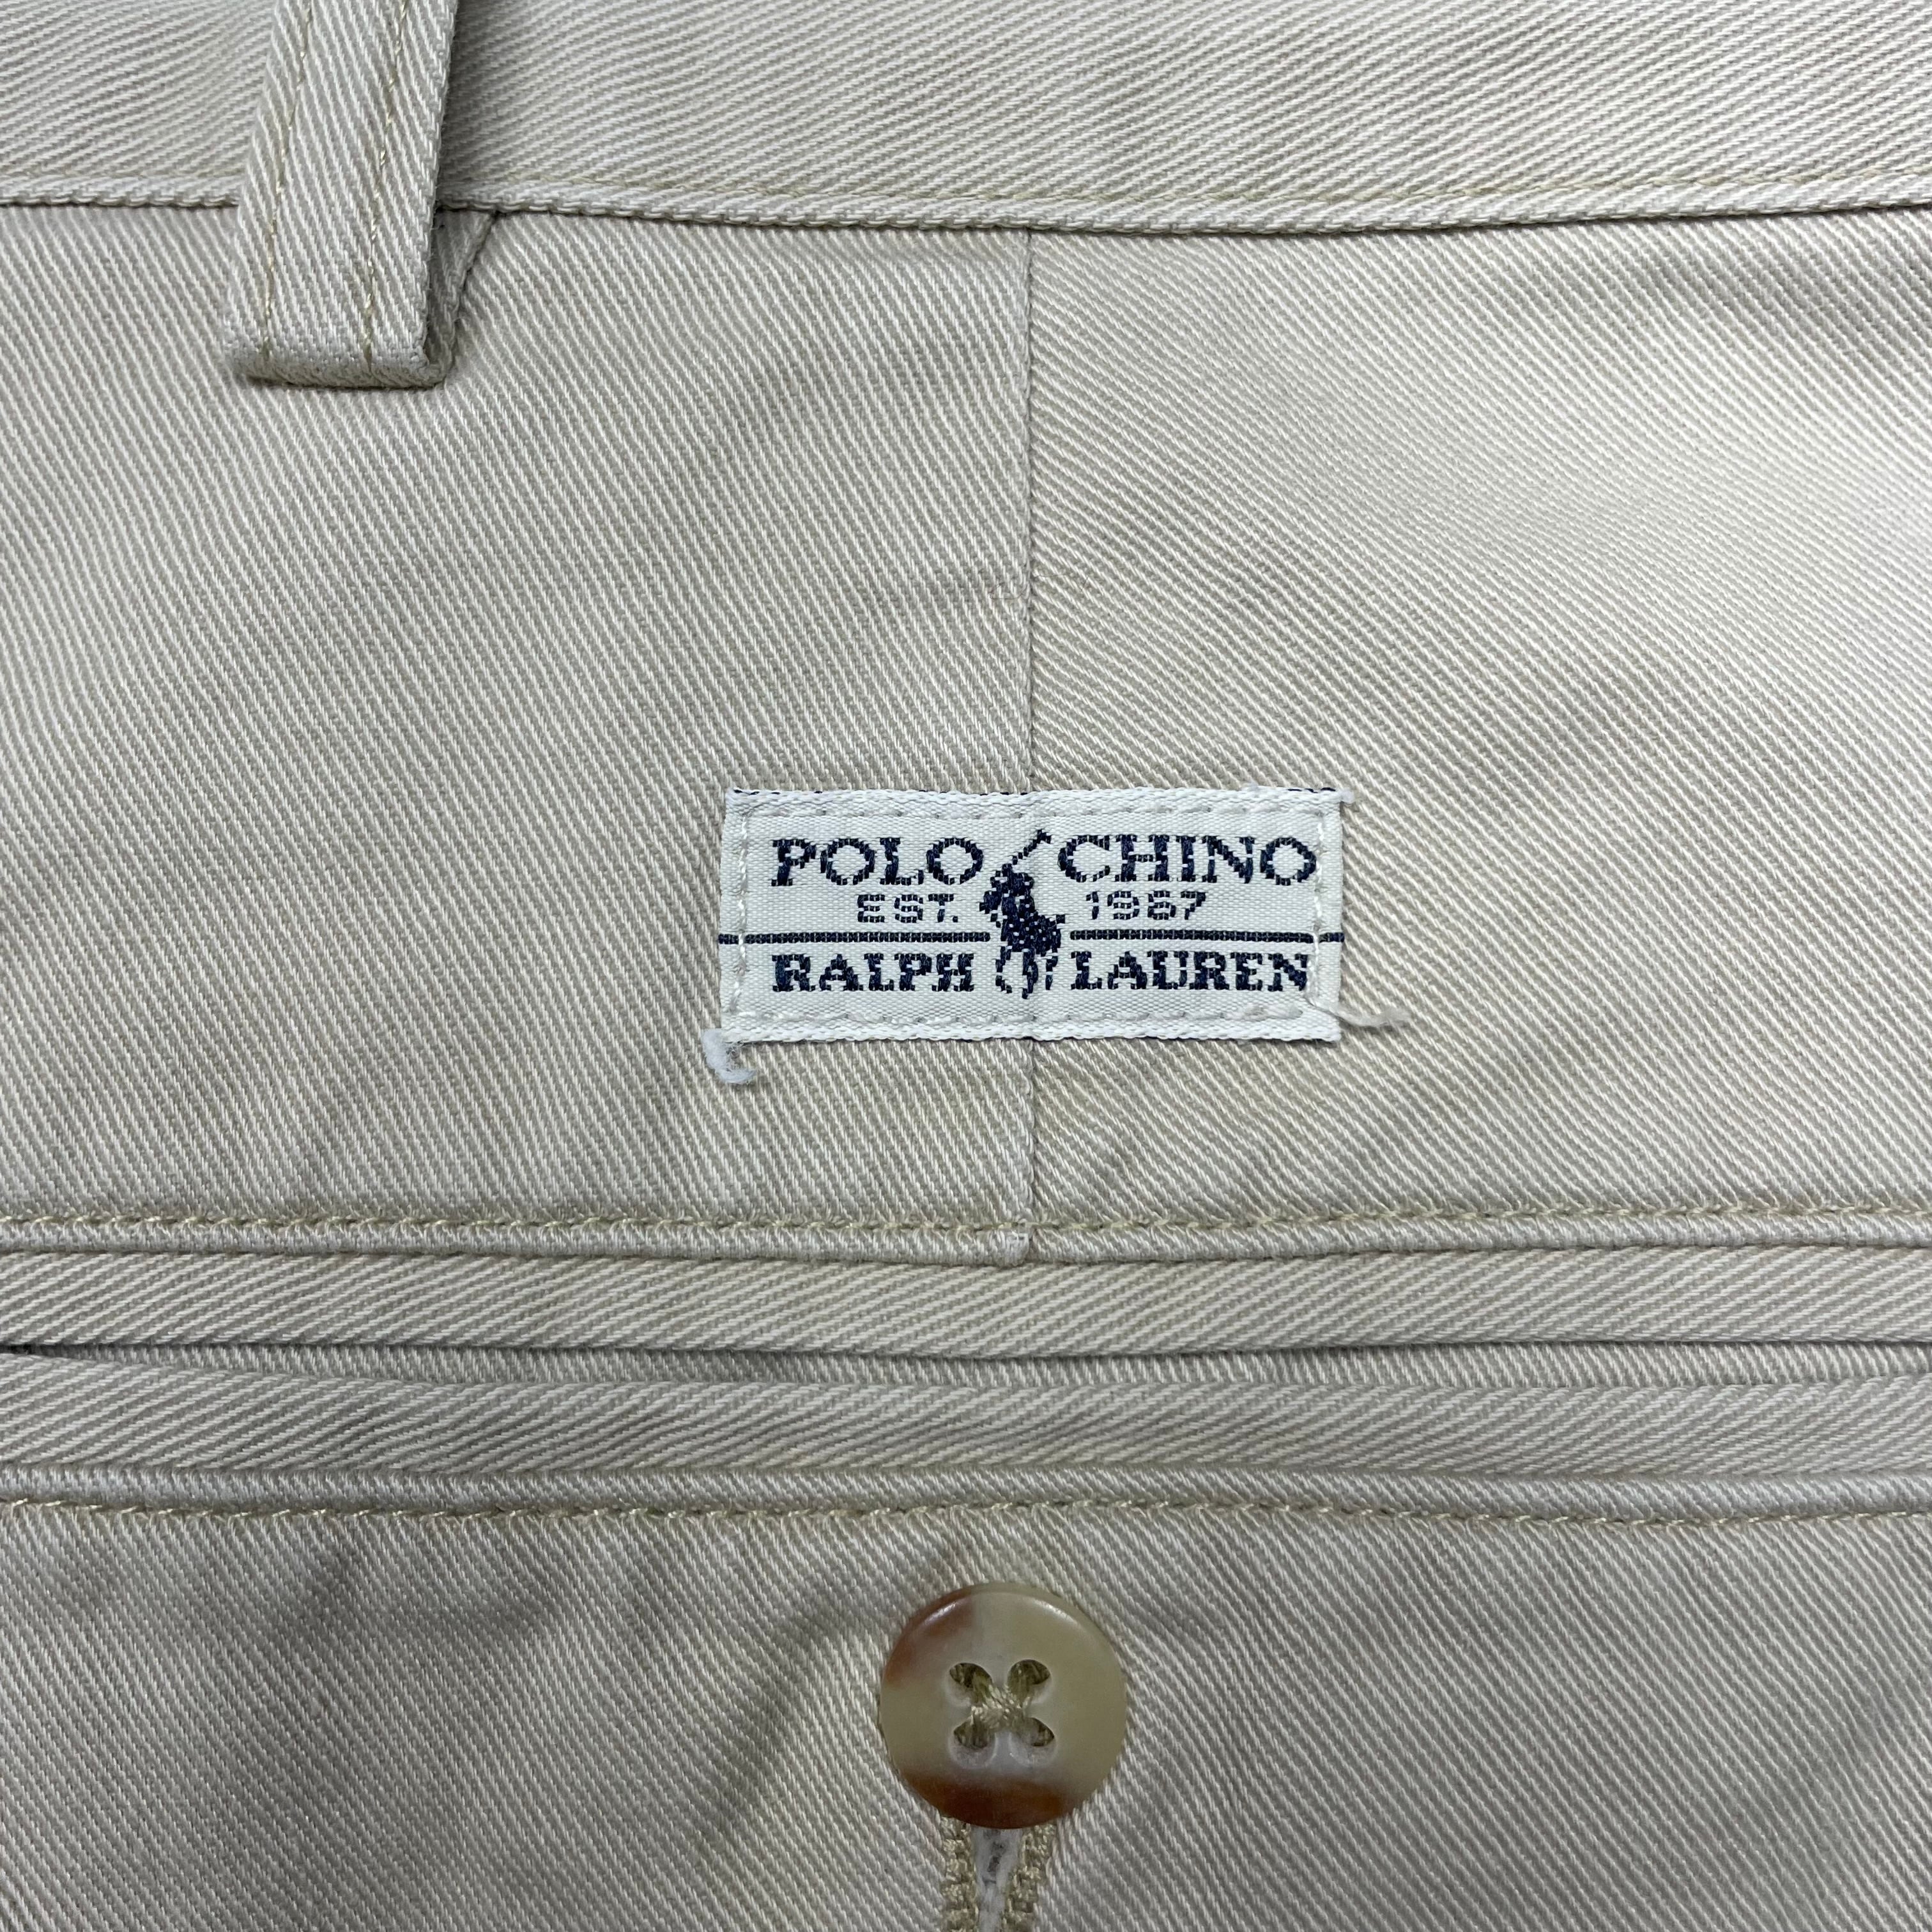 POLO CHINO
EST. 1967
RALPH LAUREN